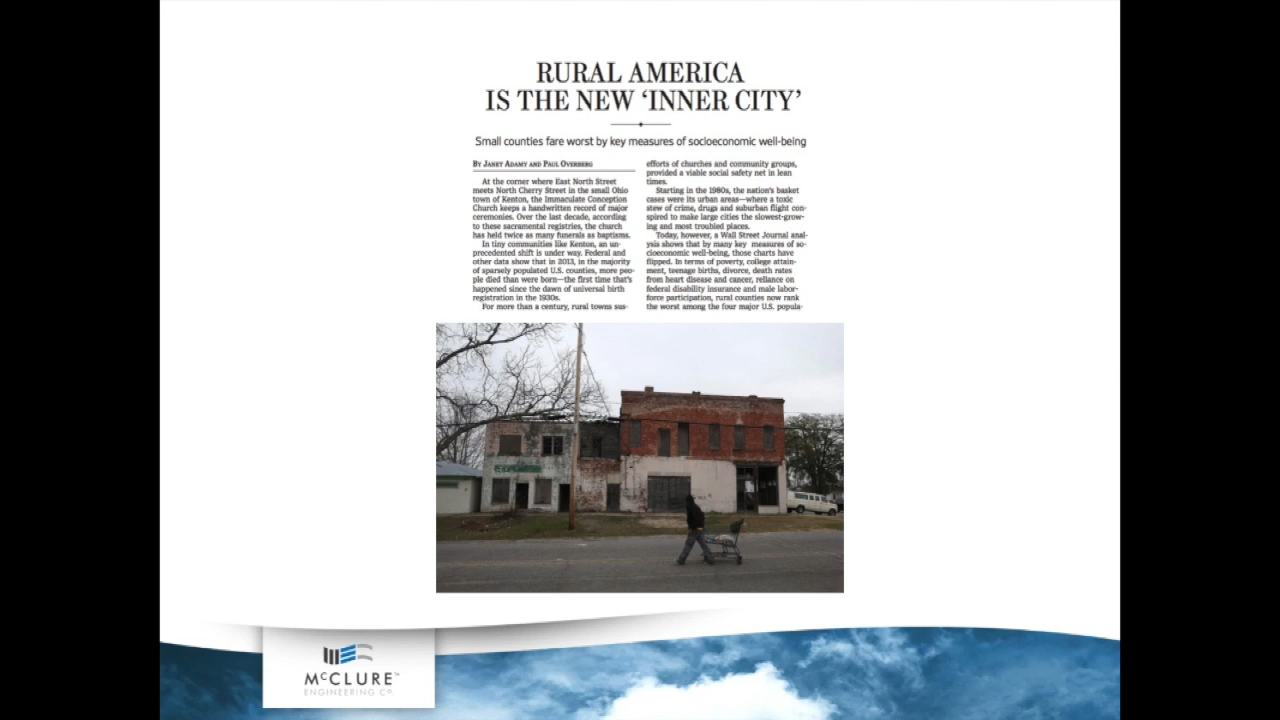 RURAL AMERICA
IS THE NEW ‘INNER CITY’
Small counties fare worst by key measures of socioeconomic well-being
BY JANET ADAMY AND PAUL OVERBERG
At the corner where East North Street
meets North Cherry Street in the small Ohio
town of Kenton, the Immaculate Conception
Church keeps a handwritten record of major
ceremonies. Over the last decade, according
to these sacramental registries, the church
has held twice as many funerals as baptisms.
In tiny communities like Kenton, an un-
precedented shift is under way. Federal and
other data show that in 2013, in the majority
of sparsely populated U.S. counties, more peo-
ple died than were born—the first time that’s
happened since the dawn of universal birth
registration in the 1930s.
For more than a century, rural towns sus-
efforts of churches and community groups,
provided a viable social safety net in lean
times.
Starting in the 1980s, the nation’s basket
cases were its urban areas—where a toxic
stew of crime, drugs and suburban flight con-
spired to make large cities the slowest-grow-
ing and most troubled places.
Today, however, a Wall Street Journal anal-
ysis shows that by many key measures of so-
cioeconomic well-being, those charts have
flipped. In terms of poverty, college attain-
ment, teenage births, divorce, death rates
from heart disease and cancer, reliance on
federal disability insurance and male labor-
force participation, rural counties now rank
the worst among the four major U.S. popula-
McCLURE™
ENGINEERING CO.